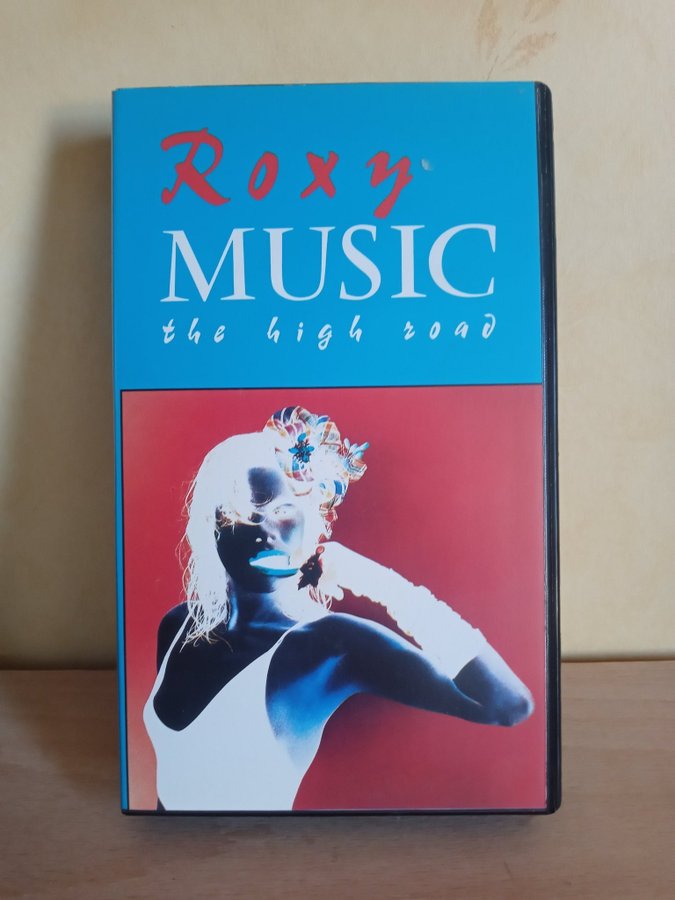 Roxy
MUSIC
the high road